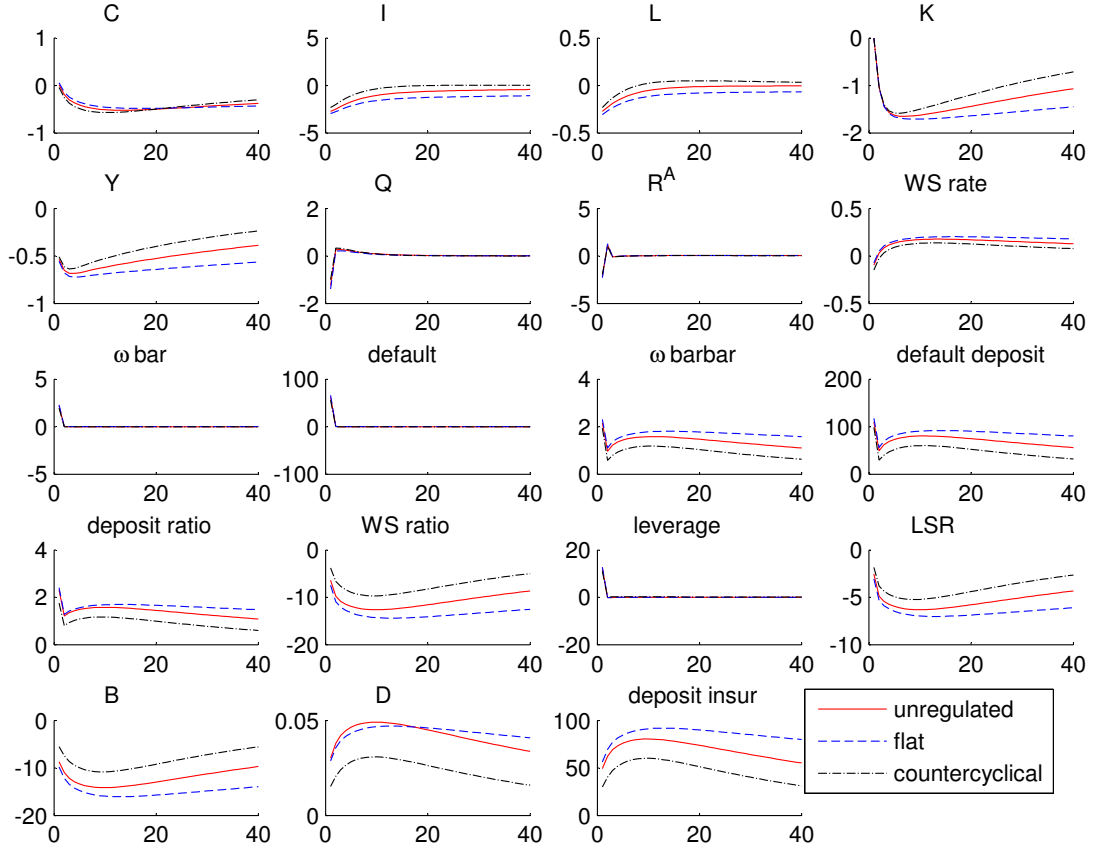 C I L K
1 5 0.5 0
0 0 0 -1
-1 -5 -0.5 -2
0 20 40 0 20 40 0 20 40 0 20 40
Y Q R^A WS rate
0 2 5 0.5
-0.5 0 0 0
-1 -2 -5 0.5
0 20 40 0 20 40 0 20 40 0 20 40
ω bar default ω barbar default deposit
5 100 4 200
0 0 2 100
-5 -100 0 0
0 20 40 0 20 40 0 20 40 0 20 40
deposit ratio WS ratio leverage LSR
4 0 20 0
2 -10 0 -5
0 -20 -20 -10
0 20 40 0 20 40 0 20 40 0 20 40
B D deposit insur
0 0.05 100
-10 50
-20 0 0
0 20 40 0 20 40 0 20 40
unregulated
flat
countercyclical